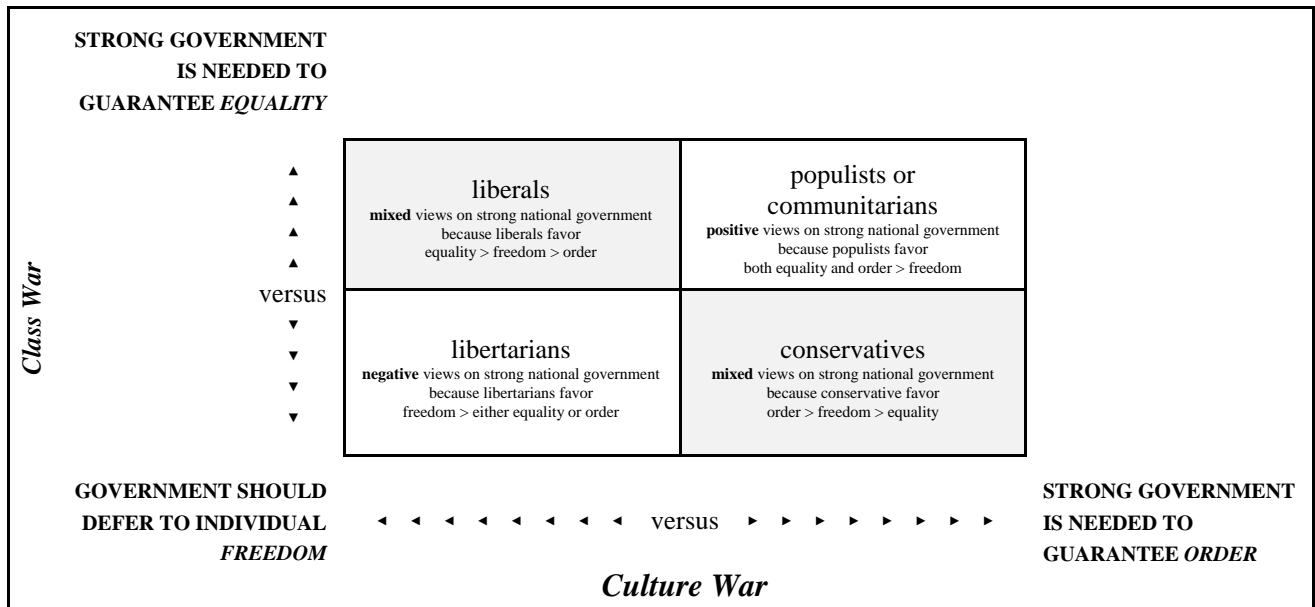 STRONG GOVERNMENT
IS NEEDED TO
GUARANTEE EQUALITY
liberals
mixed views on strong national government
because liberals favor
equality > freedom > order
populists or
communitarians
positive views on strong national government
because populists favor
both equality and order > freedom
Class War
versus
libertarians
negative views on strong national government
because libertarians favor
freedom > either equality or order
conservatives
mixed views on strong national government
because conservative favor
order > freedom > equality
GOVERNMENT SHOULD
DEFER TO INDIVIDUAL
FREEDOM
versus
STRONG GOVERNMENT
IS NEEDED TO
GUARANTEE ORDER
Culture War